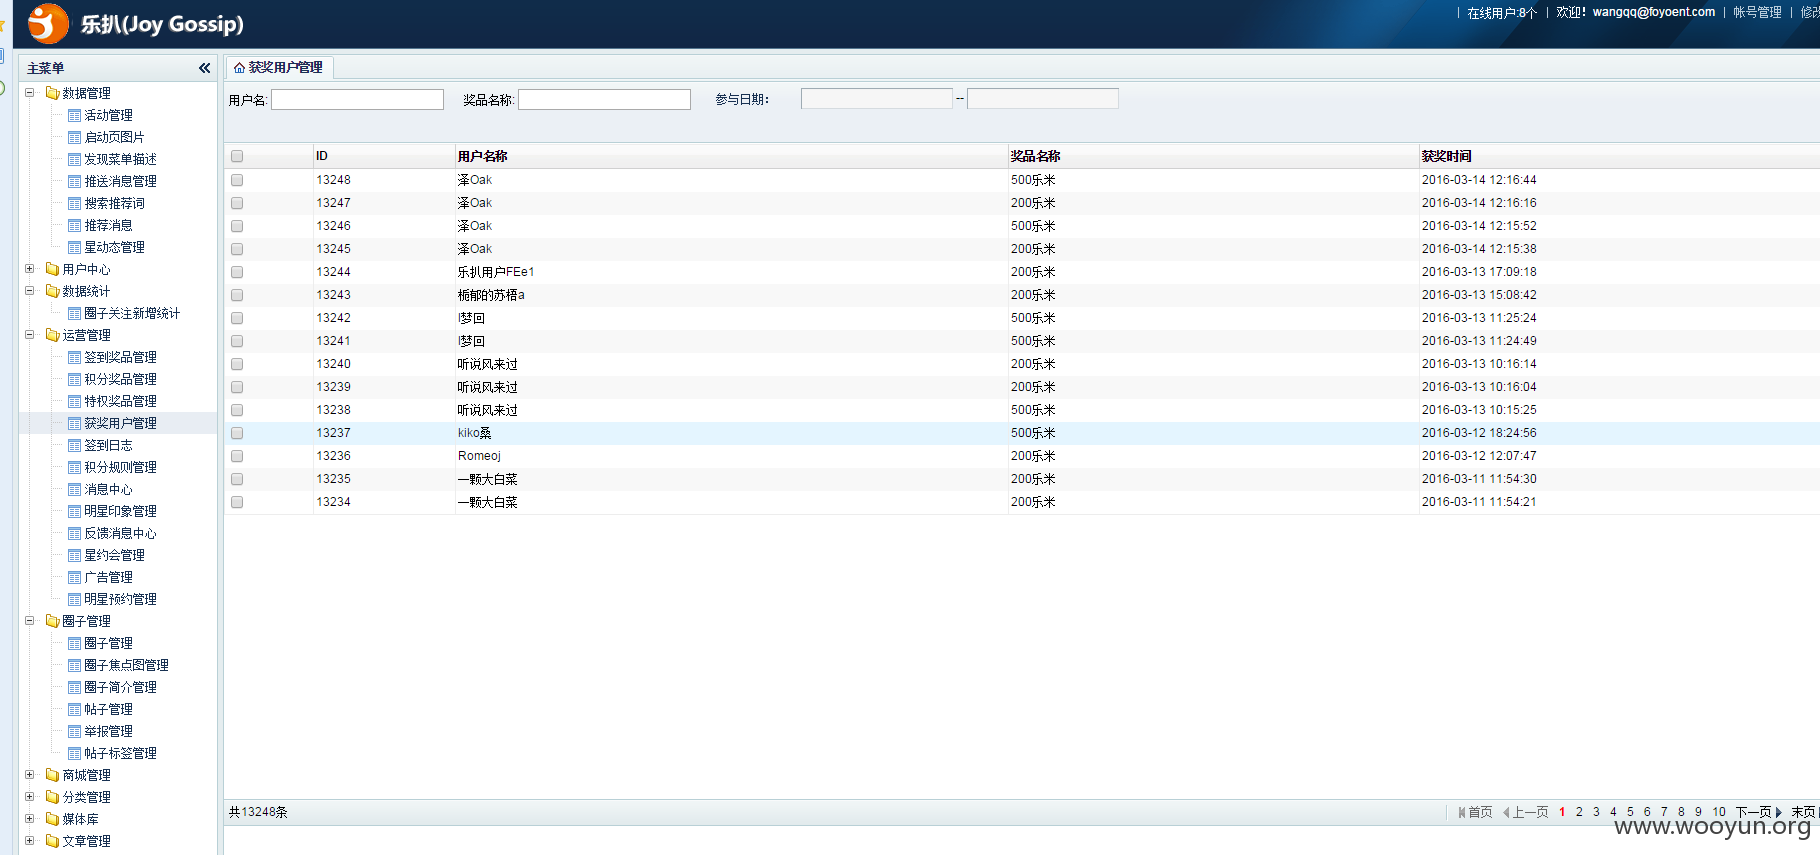 乐扒(Joy Gossip)
| 在线用户:8个 | 欢迎! wangqq@foyoent.com | 帐号管理 | 修改
主菜单
获奖用户管理
数据管理
活动管理
启动页图片
发现菜单描述
推送消息管理
搜索推荐词
推荐消息
星动态管理
用户中心
数据统计
圈子关注新增统计
运营管理
签到奖品管理
积分奖品管理
特权奖品管理
获奖用户管理
签到日志
积分规则管理
消息中心
明星印象管理
反馈消息中心
星约会管理
广告管理
明星预约管理
圈子管理
圈子管理
圈子焦点图管理
圈子简介管理
帖子管理
举报管理
帖子标签管理
商城管理
分类管理
媒体库
文章管理
用户名: 奖品名称: 参与日期: --
ID 用户名称 奖品名称 获奖时间
13248 泽Oak 500乐米 2016-03-14 12:16:44
13247 泽Oak 200乐米 2016-03-14 12:16:16
13246 泽Oak 500乐米 2016-03-14 12:15:52
13245 泽Oak 200乐米 2016-03-14 12:15:38
13244 乐扒用户FEe1 200乐米 2016-03-13 17:09:18
13243 栀郁的苏梧a 200乐米 2016-03-13 15:08:42
13242 l梦回 500乐米 2016-03-13 11:25:24
13241 l梦回 500乐米 2016-03-13 11:24:49
13240 听说风来过 200乐米 2016-03-13 10:16:14
13239 听说风来过 200乐米 2016-03-13 10:16:04
13238 听说风来过 500乐米 2016-03-13 10:15:25
13237 kiko桑 500乐米 2016-03-12 18:24:56
13236 Romeoj 200乐米 2016-03-12 12:07:47
13235 一颗大白菜 200乐米 2016-03-11 11:54:30
13234 一颗大白菜 200乐米 2016-03-11 11:54:21
共13248条
首页 上一页 1 2 3 4 5 6 7 8 9 10 下一页 末页
www.wooyun.org